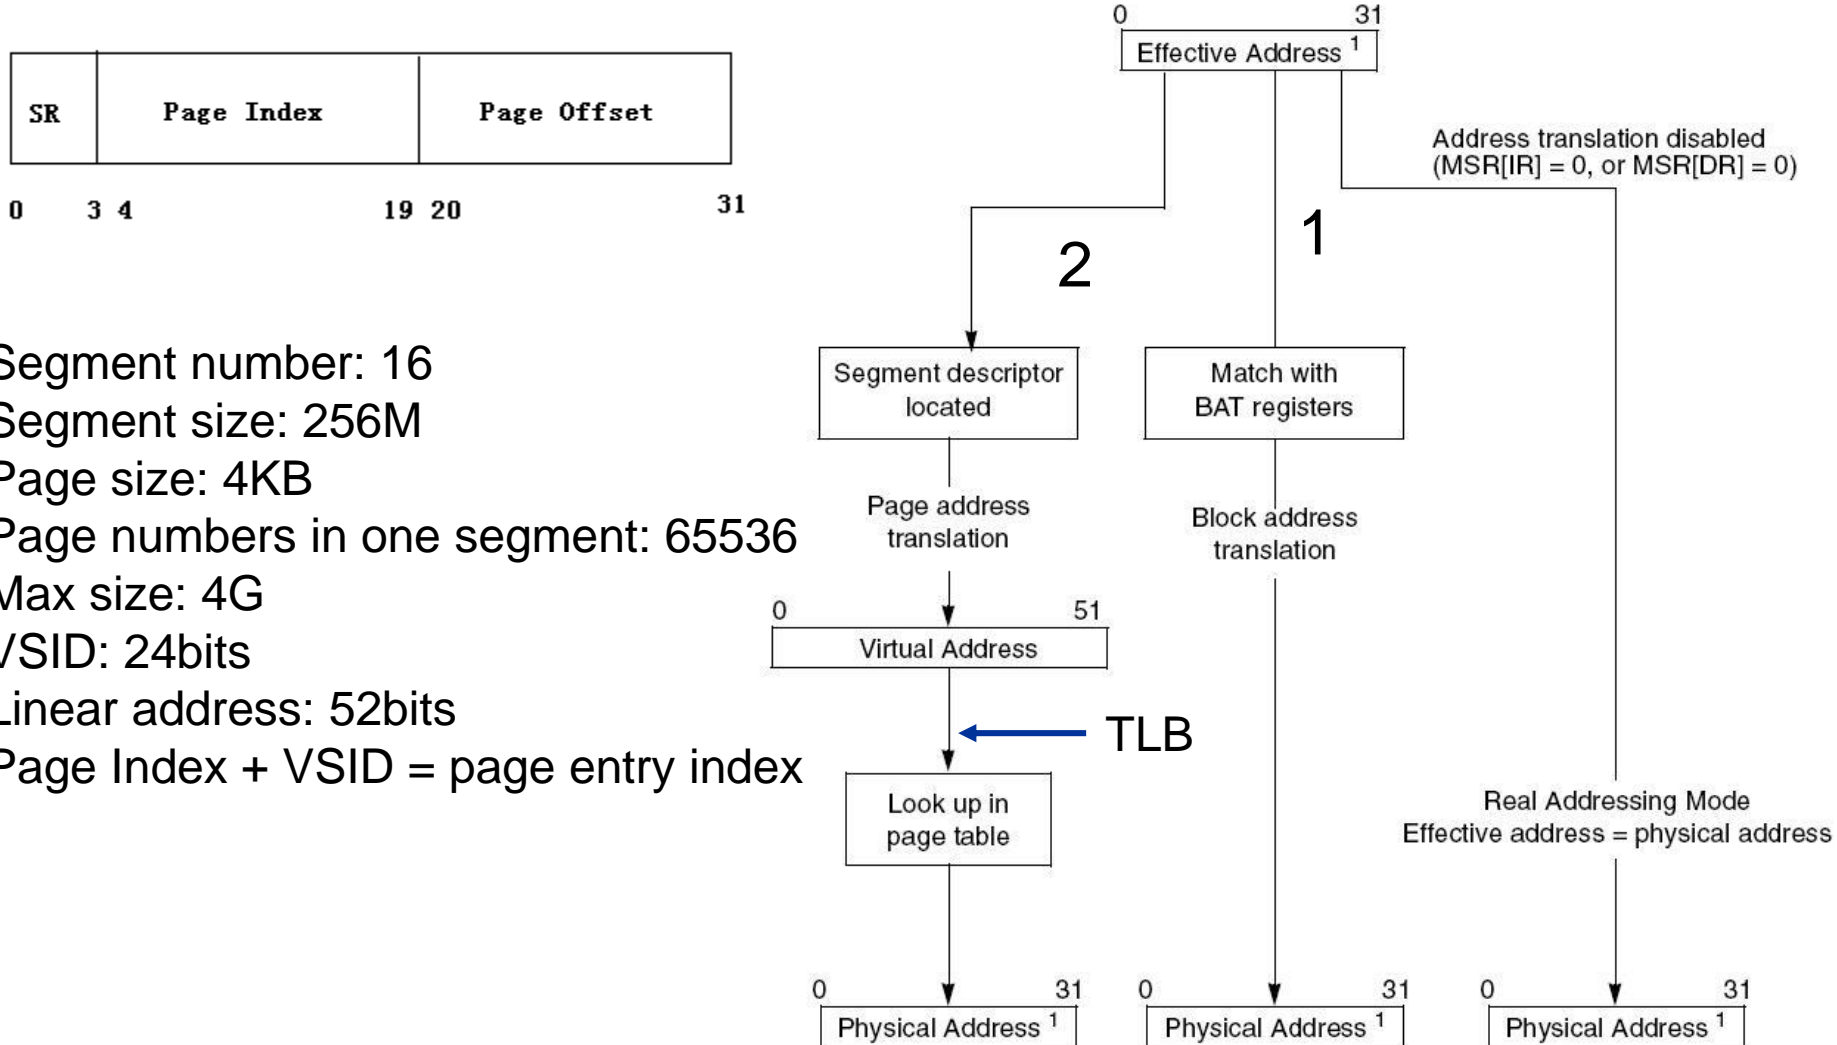 SR Page Index Page Offset
0 3 4 19 20 31
Segment number: 16
Segment size: 256M
Page size: 4KB
Page numbers in one segment: 65536
Max size: 4G
VSID: 24bits
Linear address: 52bits
Page Index + VSID = page entry index
0 31
Effective Address 1
Address translation disabled
(MSR[IR] = 0, or MSR[DR] = 0)
2
1
Segment descriptor
located
Match with
BAT registers
Page address
translation
Block address
translation
0 51
Virtual Address
TLB
Look up in
page table
Real Addressing Mode
Effective address = physical address
0 31
Physical Address 1
0 31
Physical Address 1
0 31
Physical Address 1